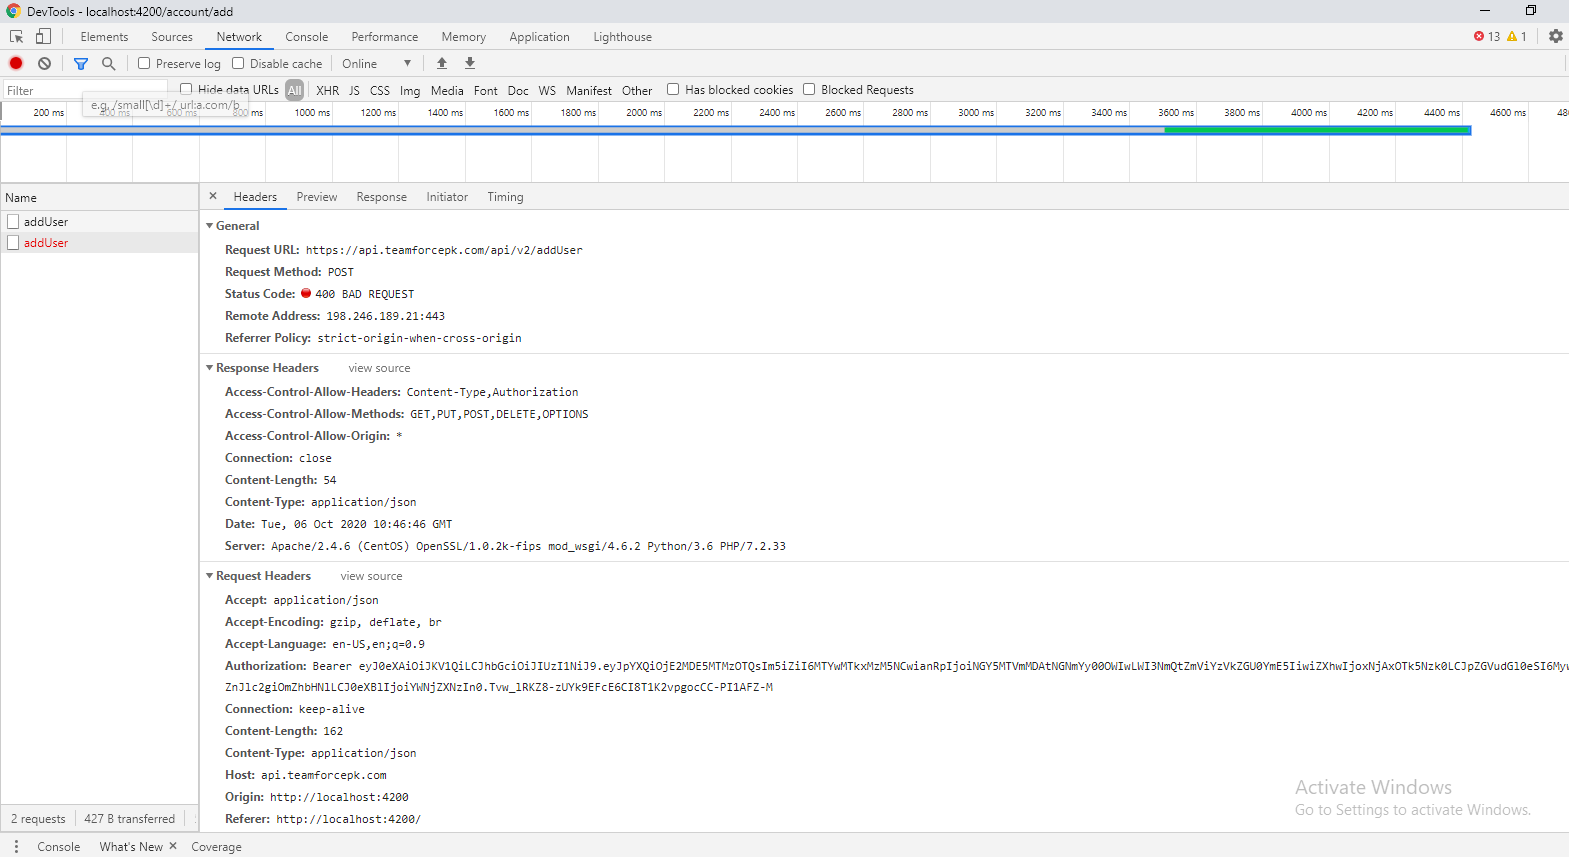 DevTools - localhost:4200/account/add
Elements Sources Network Console Performance Memory Application Lighthouse 13 1
Preserve log Disable cache Online
Filter Hide data URLs All XHR JS CSS Img Media Font Doc WS Manifest Other Has blocked cookies Blocked Requests
e.g. /small[\d]+/ url:a.com/b
200 ms 400 ms 600 ms 800 ms 1000 ms 1200 ms 1400 ms 1600 ms 1800 ms 2000 ms 2200 ms 2400 ms 2600 ms 2800 ms 3000 ms 3200 ms 3400 ms 3600 ms 3800 ms 4000 ms 4200 ms 4400 ms 4600 ms 480
Name
addUser
addUser
Headers Preview Response Initiator Timing
General
Request URL: https://api.teamforcepk.com/api/v2/addUser
Request Method: POST
Status Code: 400 BAD REQUEST
Remote Address: 198.246.189.21:443
Referrer Policy: strict-origin-when-cross-origin
Response Headers view source
Access-Control-Allow-Headers: Content-Type,Authorization
Access-Control-Allow-Methods: GET,PUT,POST,DELETE,OPTIONS
Access-Control-Allow-Origin: *
Connection: close
Content-Length: 54
Content-Type: application/json
Date: Tue, 06 Oct 2020 10:46:46 GMT
Server: Apache/2.4.6 (CentOS) OpenSSL/1.0.2k-fips mod_wsgi/4.6.2 Python/3.6 PHP/7.2.33
Request Headers view source
Accept: application/json
Accept-Encoding: gzip, deflate, br
Accept-Language: en-US,en;q=0.9
Authorization: Bearer
Connection: keep-alive
Content-Length: 162
Content-Type: application/json
Host: api.teamforcepk.com
Origin: http://localhost:4200
Referer: http://localhost:4200/
Activate Windows
Go to Settings to activate Windows.
2 requests 427 B transferred
Console What's New Coverage